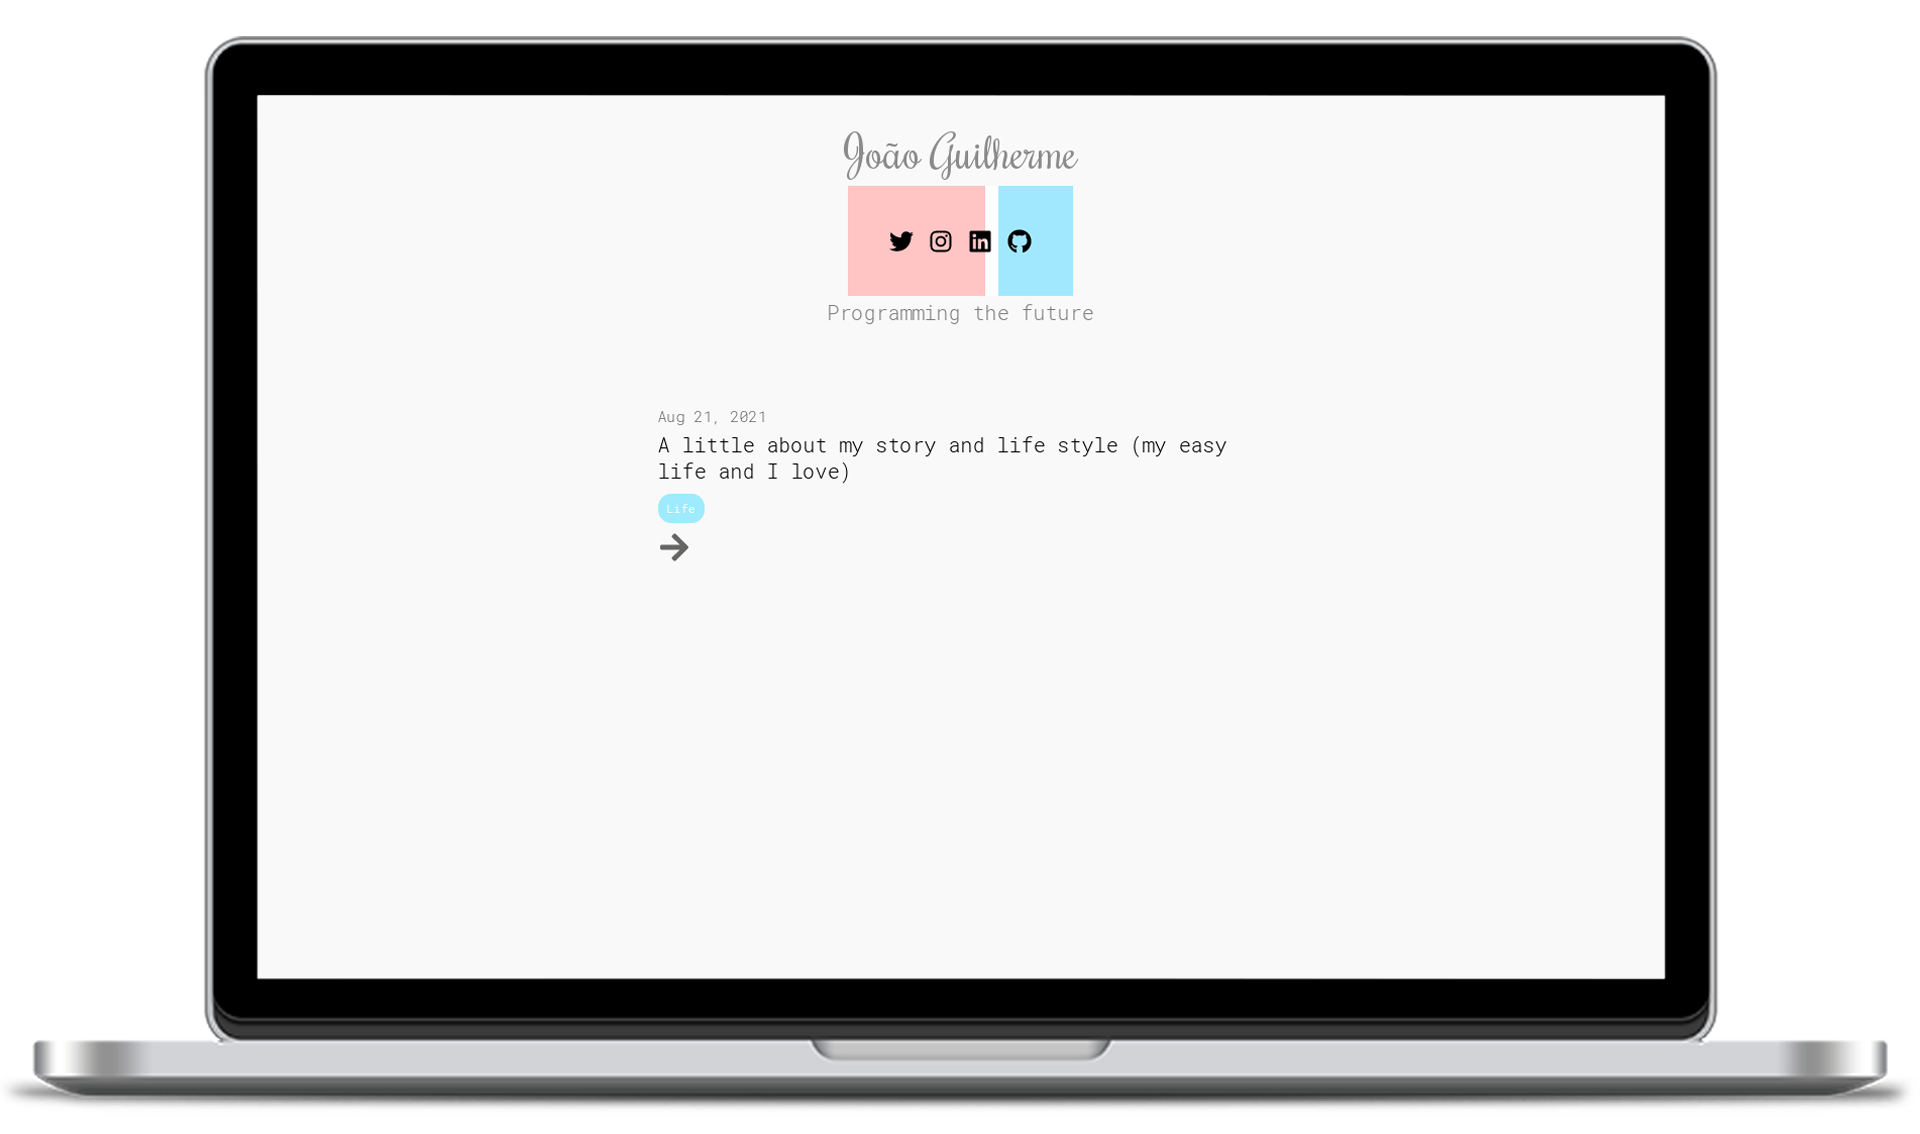 João Guilherme
Programming the future
Aug 21, 2021
A little about my story and life style (my easy
life and I love)
Life